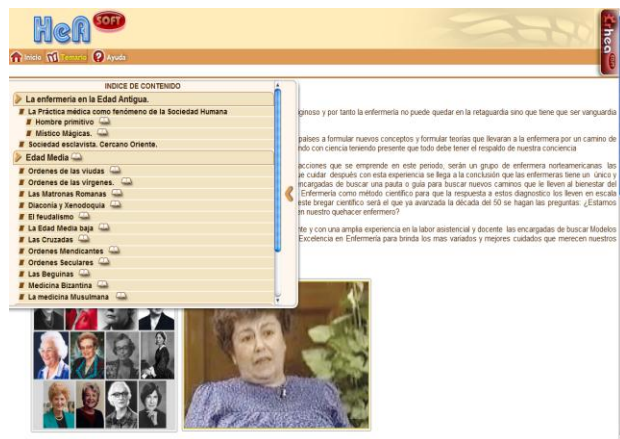 HeA SOFT
rhea
Inicio Temario Ayuda
INDICE DE CONTENIDO
La enfermería en la Edad Antigua.
La Práctica médica como fenómeno de la Sociedad Humana
Hombre primitivo
Místico Mágicas.
Sociedad esclavista. Cercano Oriente.
Edad Media
Ordenes de las viudas
Ordenes de las vírgenes.
Las Matronas Romanas
Diaconía y Xenodoquia
El feudalismo
La Edad Media baja
Las Cruzadas
Ordenes Mendicantes
Ordenes Seculares
Las Beguinas
Medicina Bizantina
La medicina Musulmana
ginoso y por tanto la enfermería no puede quedar en la retaguardia sino que tiene que ser vanguardia
países a formular nuevos conceptos y formular teorías que llevaran a la enfermera por un camino de
ndo con ciencia teniendo presente que todo debe tener el respaldo de nuestra conciencia
acciones que se emprende en este periodo, serán un grupo de enfermera norteamericanas las
ue cuidar después con esta experiencia se llega a la conclusión que las enfermeras tiene un único y
encargadas de buscar una pauta o guía para buscar nuevos caminos que le lleven al bienestar del
Enfermería como método científico para que la respuesta a estos diagnostico los lleven en escala
este bregar científico será el que ya avanzada la década del 50 se hagan las preguntas: ¿Estamos
en nuestro quehacer enfermero?
te y con una amplia experiencia en la labor asistencial y docente las encargadas de buscar Modelos
Excelencia en Enfermería para brinda los mas variados y mejores cuidados que merecen nuestros